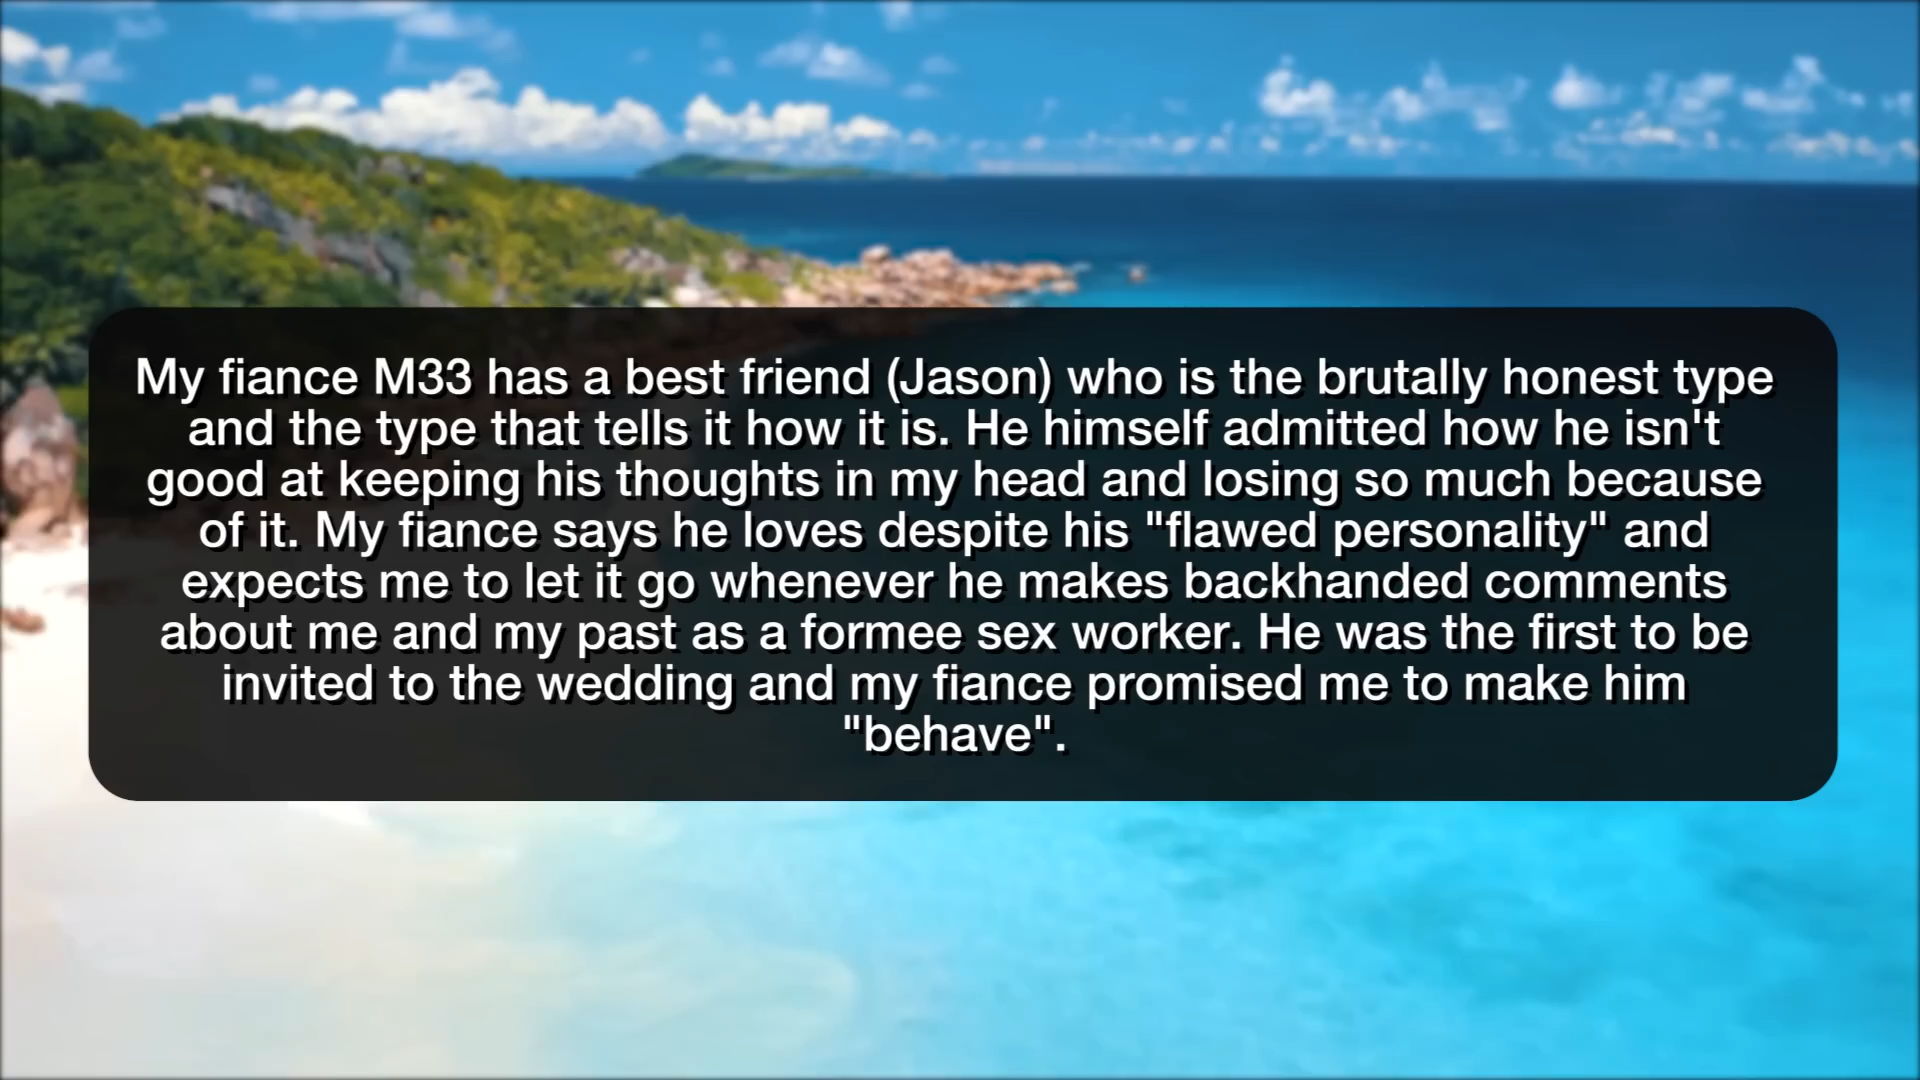 My fiance M33 has a best friend (Jason) who is the brutally honest type
and the type that tells it how it is. He himself admitted how he isn't
good at keeping his thoughts in my head and losing so much because
of it. My fiance says he loves despite his "flawed personality" and
expects me to let it go whenever he makes backhanded comments
about me and my past as a formee sex worker. He was the first to be
invited to the wedding and my fiance promised me to make him
"behave".